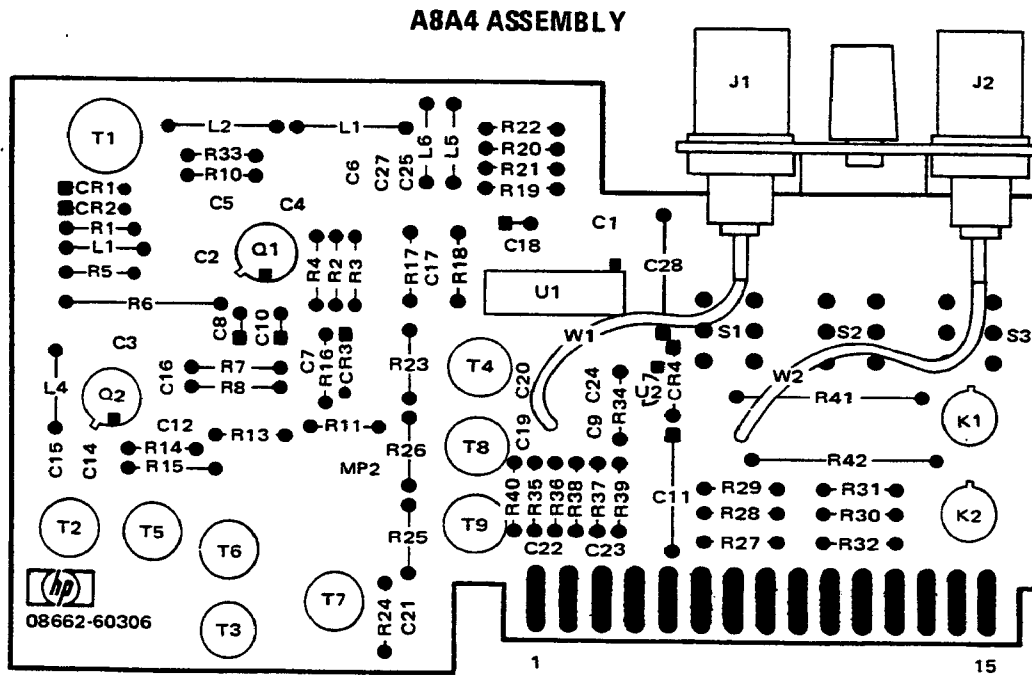 A8A4 ASSEMBLY
J1
J2
T1
L2
L1
L6
L5
R22
R20
R21
R19
R33
R10
C6
C27
C25
CR1
CR2
R1
L1
R5
C5
C4
C2
Q1
R4
R2
R3
R17
C17
R18
C18
C1
C28
U1
R6
C8
C10
C3
C7
R16
CR3
R23
T4
C20
W1
S1
S2
S3
W2
C24
R34
CR4
L4
Q2
C16
R7
R8
R41
K1
C15
C14
C12
R13
R11
R14
R15
MP2
R26
T8
C19
C9
C11
R42
R40
R35
R36
R38
R37
R39
R29
R28
R27
R31
R30
R32
K2
T2
T5
T6
T9
R25
C22
C23
hp
08662-60306
T3
T7
R24
C21
1
15